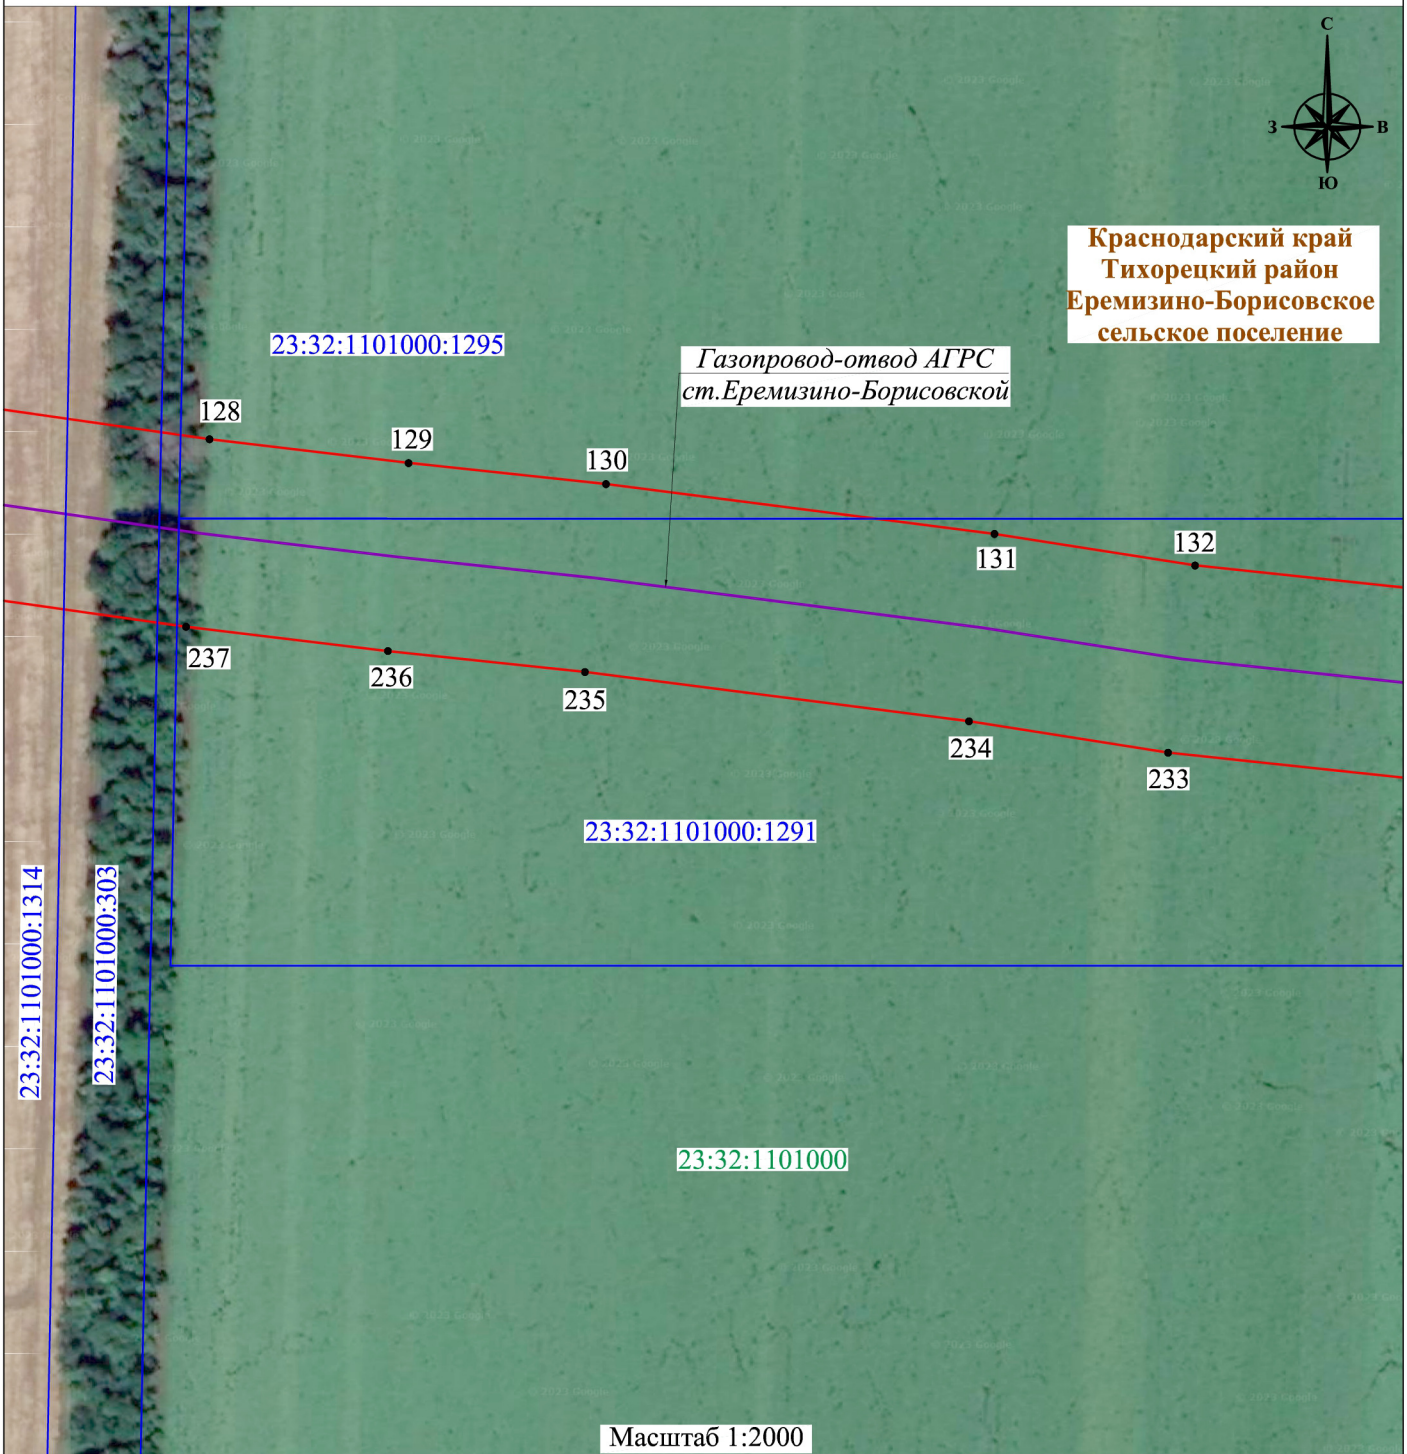 С
З
В
Ю
Краснодарский край
Тихорецкий район
Еремизино-Борисовское
сельское поселение
23:32:1101000:1295
Газопровод-отвод АГРС
ст.Еремизино-Борисовской
128
129
130
131
132
237
236
235
234
233
23:32:1101000:1291
23:32:1101000:1314
23:32:1101000:303
23:32:1101000
Масштаб 1:2000